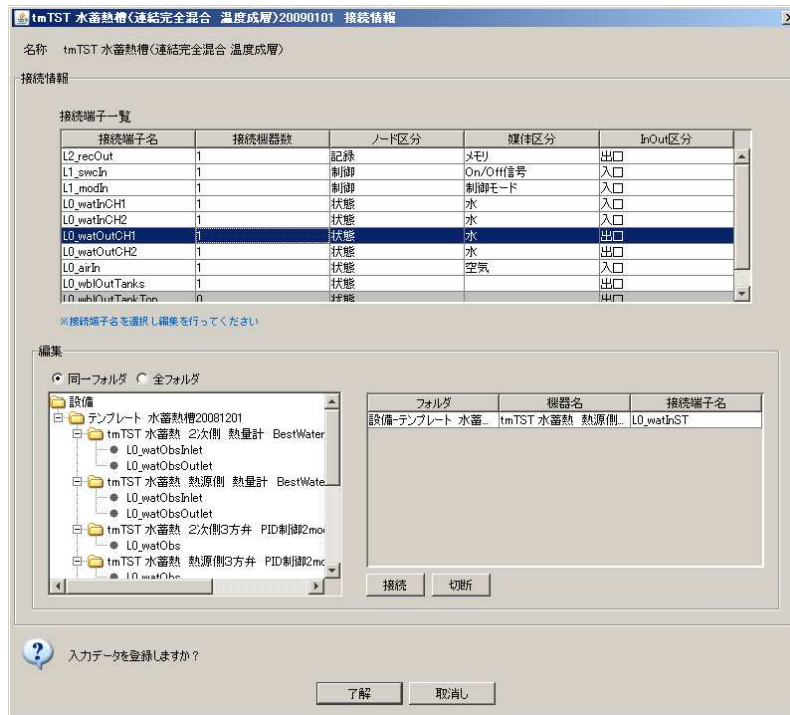 tmTST 水蓄熱槽(連結完全混合 温度成層)20090101 接続情報
名称 tmTST 水蓄熱槽(連結完全混合 温度成層)
接続情報
接続端子一覧
接続端子名 接続機器数 ノード区分 媒体区分 InOut区分
L2_recOut 1 記録 メモリ 出口
L1_swcIn 1 制御 On/Off信号 入口
L1_modIn 1 制御 制御モード 入口
L0_watInCH1 1 状態 水 入口
L0_watInCH2 1 状態 水 入口
L0_watOutCH1 1 状態 水 出口
L0_watOutCH2 1 状態 水 出口
L0_airIn 1 状態 空気 入口
L0_wblOutTanks 1 状態 出口
L0_wblOutTankTop 0 状態 出口
※接続端子名を選択し編集を行ってください
編集
同一フォルダ 全フォルダ
設備
テンプレート 水蓄熱槽20081201
tmTST 水蓄熱 2次側 熱量計 BestWater
L0_watObsInlet
L0_watObsOutlet
tmTST 水蓄熱 熱源側 熱量計 BestWate
L0_watObsInlet
L0_watObsOutlet
tmTST 水蓄熱 2次側3方弁 PID制御2mo
L0_watObs
tmTST 水蓄熱 熱源側3方弁 PID制御2mo
L0_watObs
フォルダ 機器名 接続端子名
設備-テンプレート 水蓄... tmTST 水蓄熱 熱源側... L0_watInST
接続 切断
入力データを登録しますか?
了解 取消し